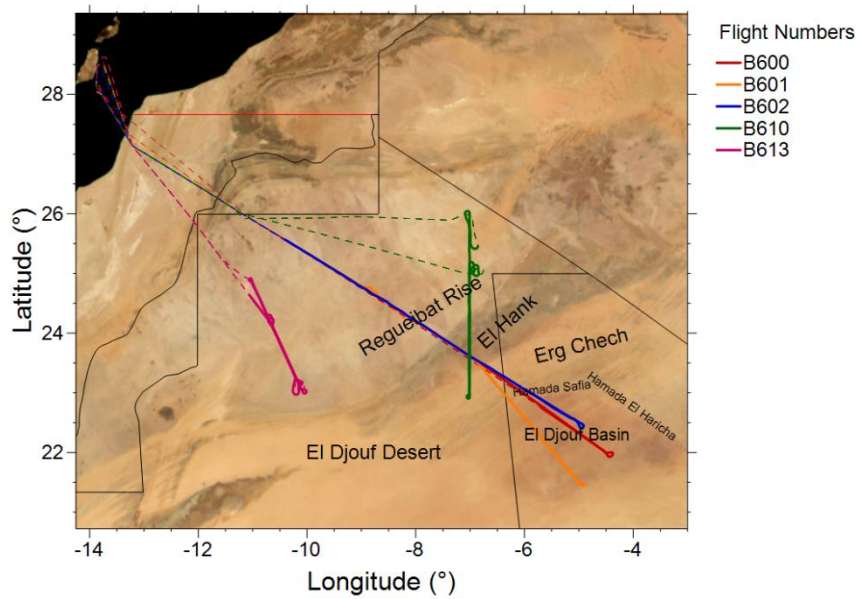 Flight Numbers
B600
B601
B602
B610
B613
Latitude (°)
28
26
24
22
Regueibat Rise
El Hank
Erg Chech
Hamada Safia
Hamada El Haricha
El Djouf Basin
El Djouf Desert
-14
-12
-10
-8
-6
-4
Longitude (°)